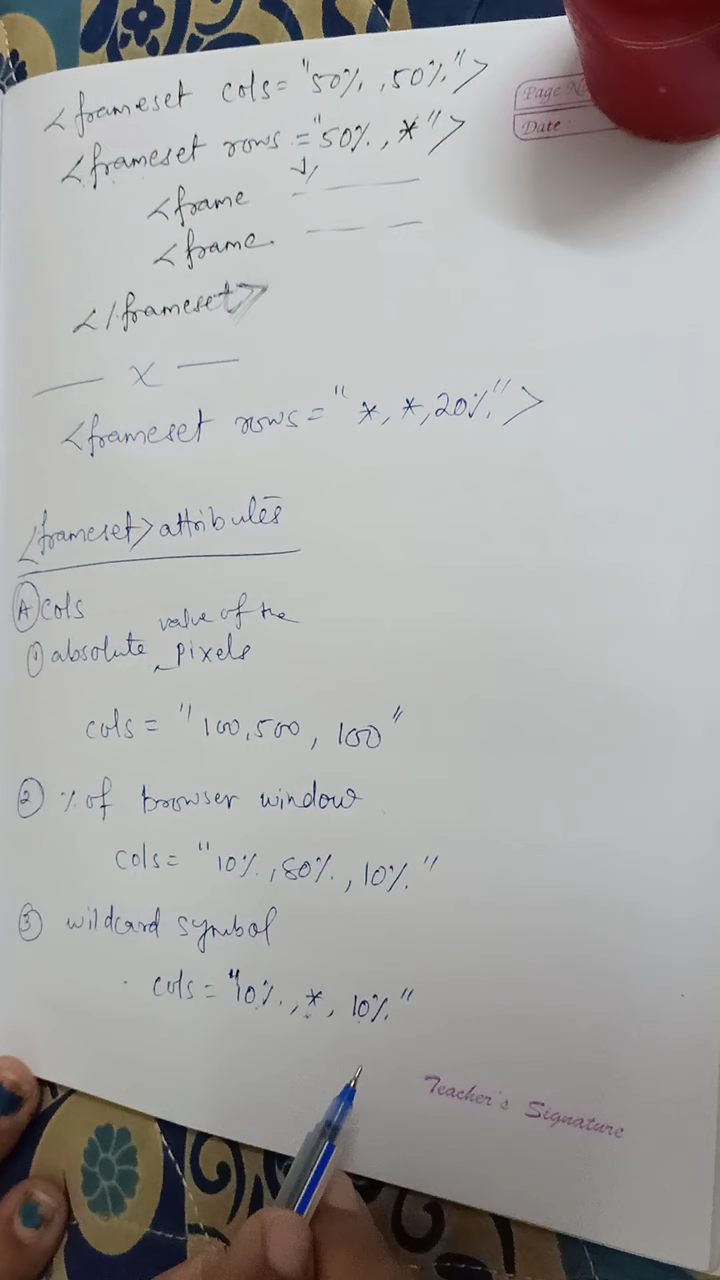 <frameset cols="50%,50%">
Page No
Date :
<frameset rows="50%,*">
<frame
<frame
</frameset>
x
<frameset rows="*,*,20%">
<frameset> attributes
A cols
① absolute value of the pixels
cols="100,500,100"
② % of browser window
cols="10%,80%,10%"
③ wildcard symbol
cols="10%,*,10%"
Teacher's Signature